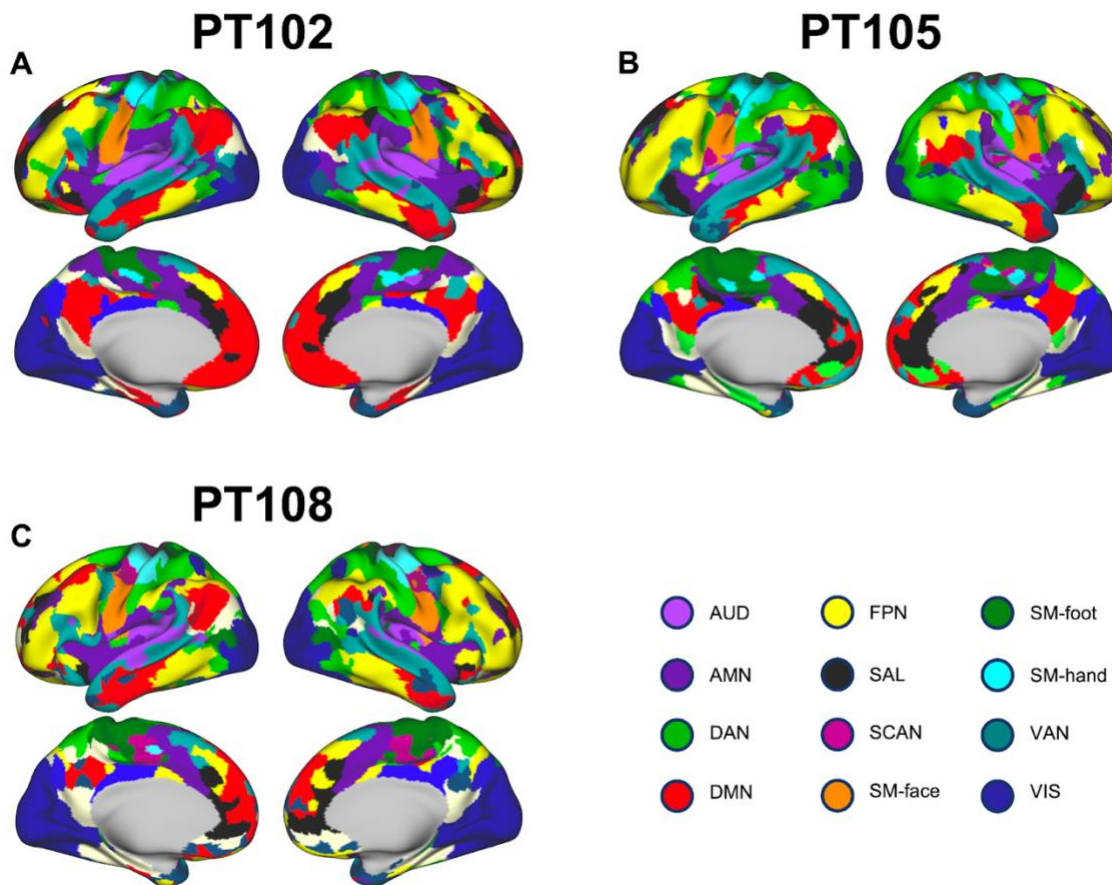 PT102
PT105
A
B
PT108
C
AUD
FPN
SM-foot
AMN
SAL
SM-hand
DAN
SCAN
VAN
DMN
SM-face
VIS